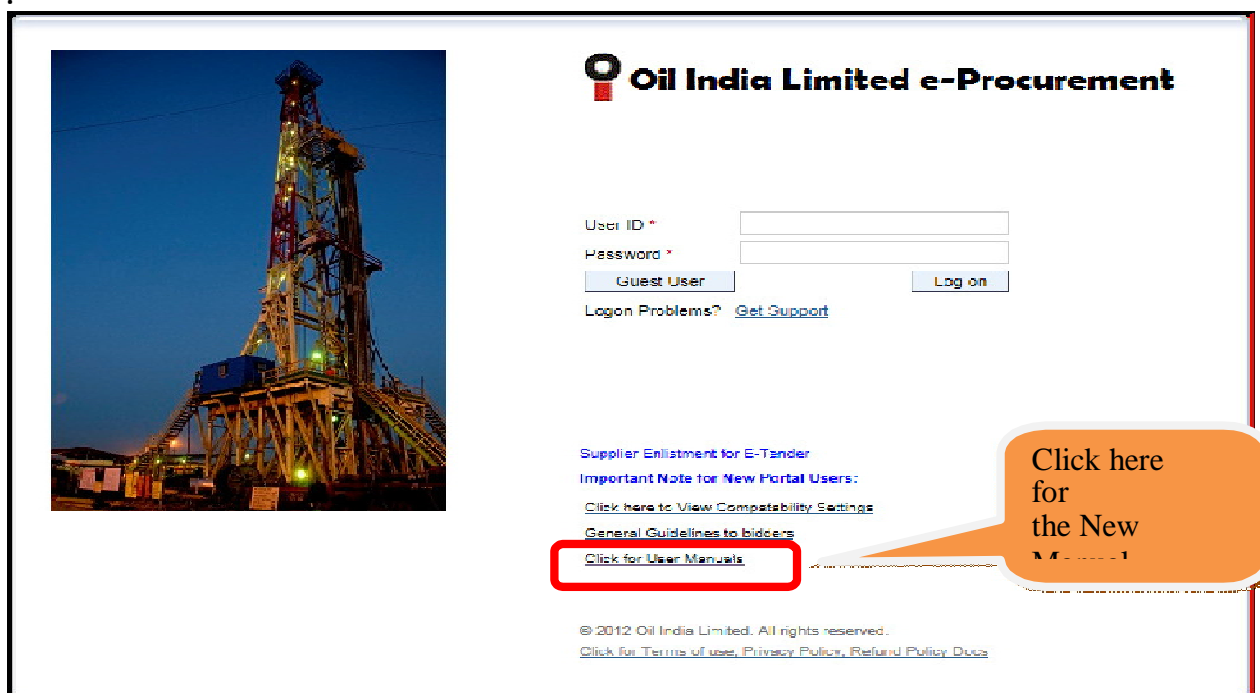 Oil India Limited e-Procurement
User ID *
Password *
Guest User Log on
Logon Problems? Get Support
Supplier Enlistment for E-Tender
Important Note for New Portal Users:
Click here to View Compatability Settings
General Guidelines to bidders
Click for User Manuals
Click here
for
the New
Manual
© 2012 Oil India Limited. All rights reserved.
Click for Terms of use, Privacy Policy, Refund Policy Docs